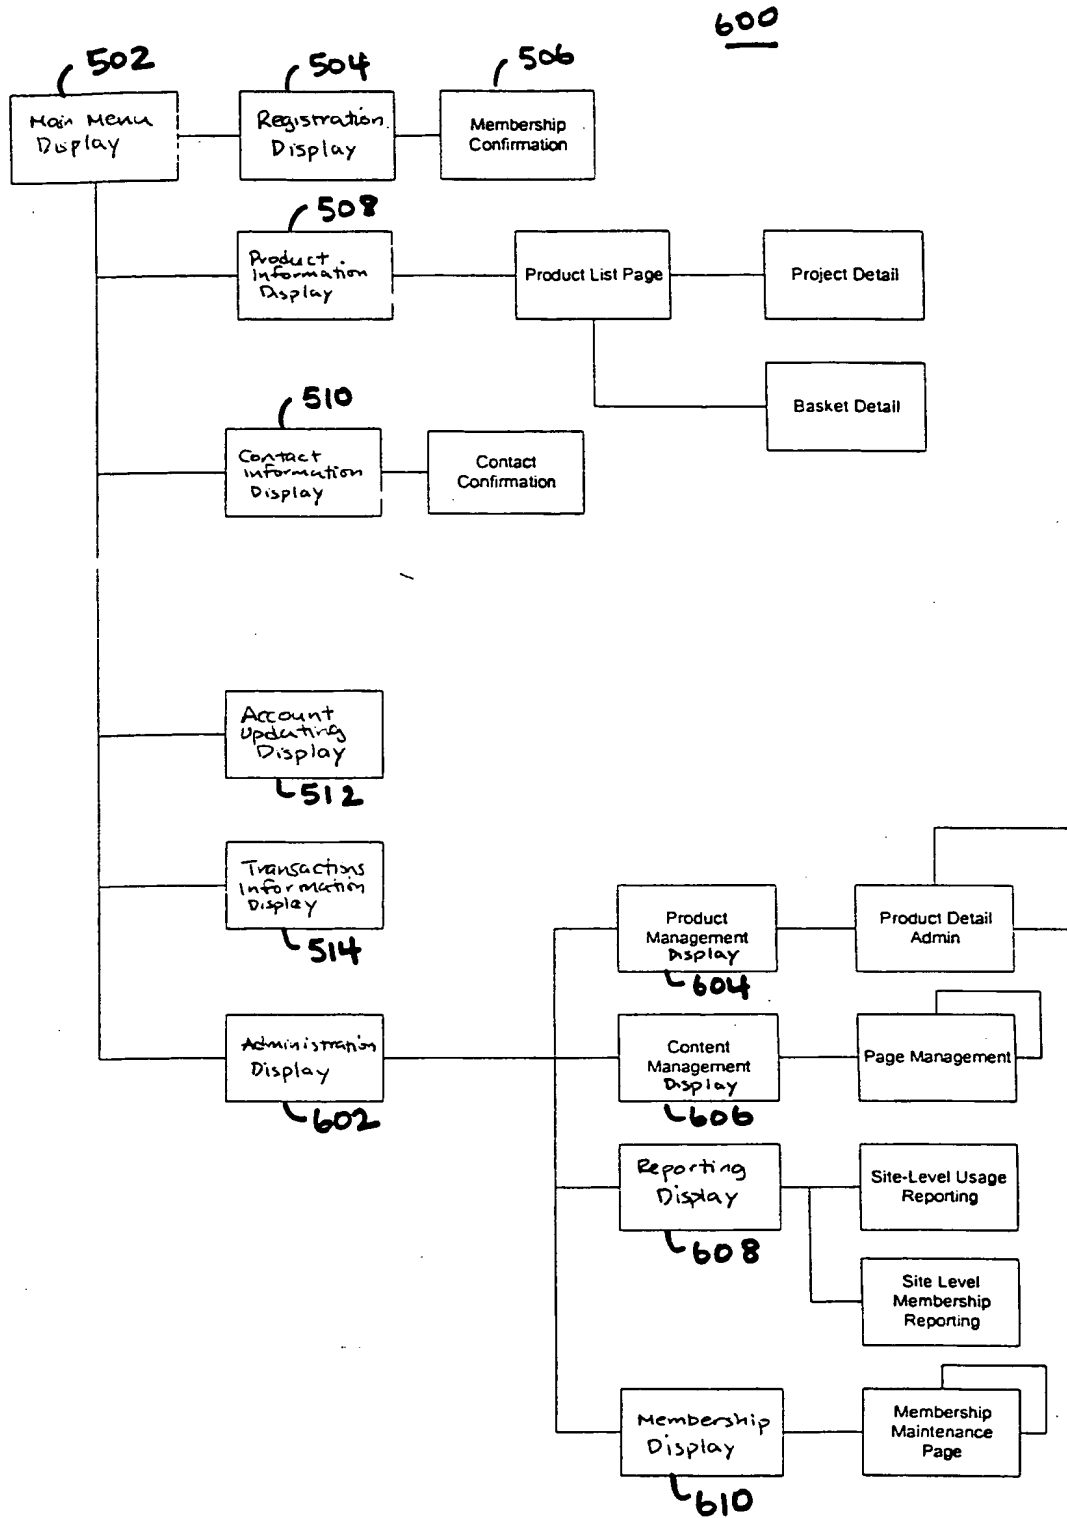 600
502
504
506
Main Menu
Display
Registration
Display
Membership
Confirmation
508
Product
Information
Display
Product List Page
Project Detail
Basket Detail
510
Contact
Information
Display
Contact
Confirmation
Account
Updating
Display
512
Transactions
Information
Display
514
Product
Management
Display
604
Product Detail
Admin
Administration
Display
602
Content
Management
Display
606
Page Management
Reporting
Display
608
Site-Level Usage
Reporting
Site Level
Membership
Reporting
Membership
Display
610
Membership
Maintenance
Page